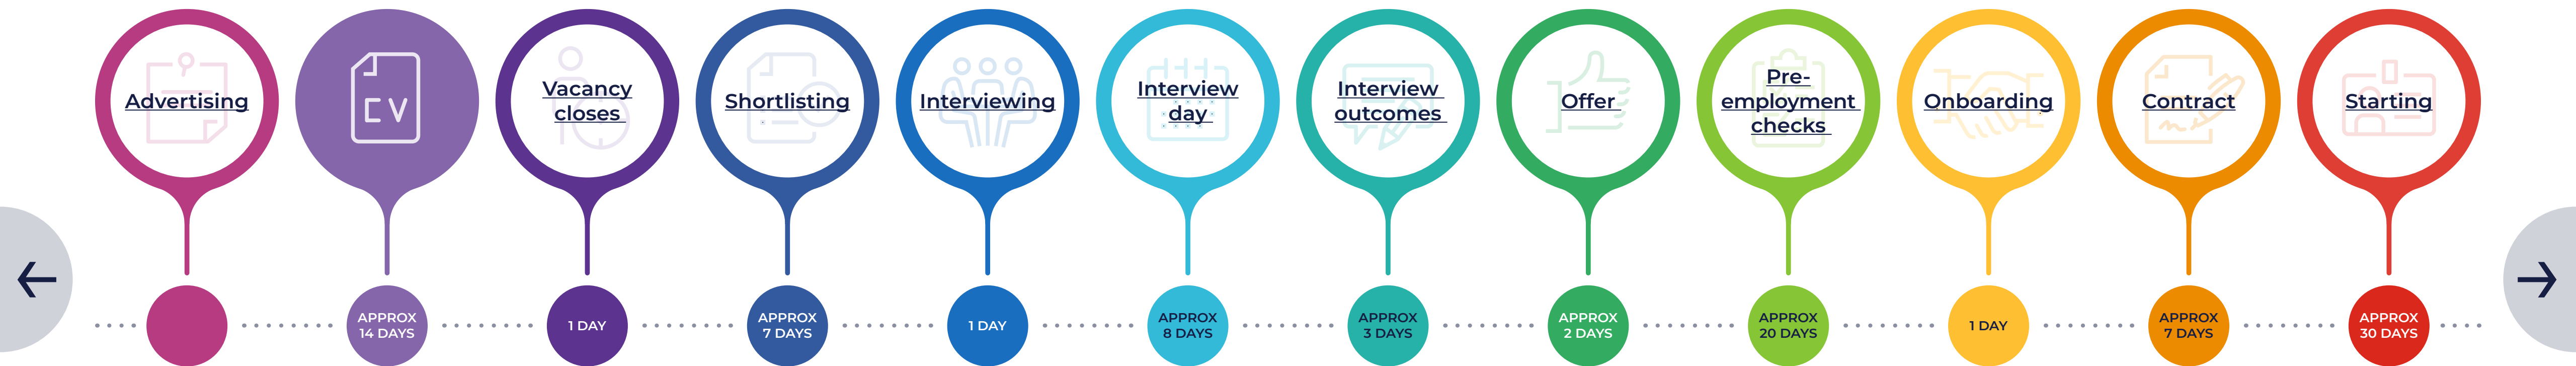 Advertising
CV
Vacancy
closes
Shortlisting
Interviewing
Interview
day
Interview
outcomes
Offer
Pre-
employment
checks
Onboarding
Contract
Starting
APPROX
14 DAYS
1 DAY
APPROX
7 DAYS
1 DAY
APPROX
8 DAYS
APPROX
3 DAYS
APPROX
2 DAYS
APPROX
20 DAYS
1 DAY
APPROX
7 DAYS
APPROX
30 DAYS